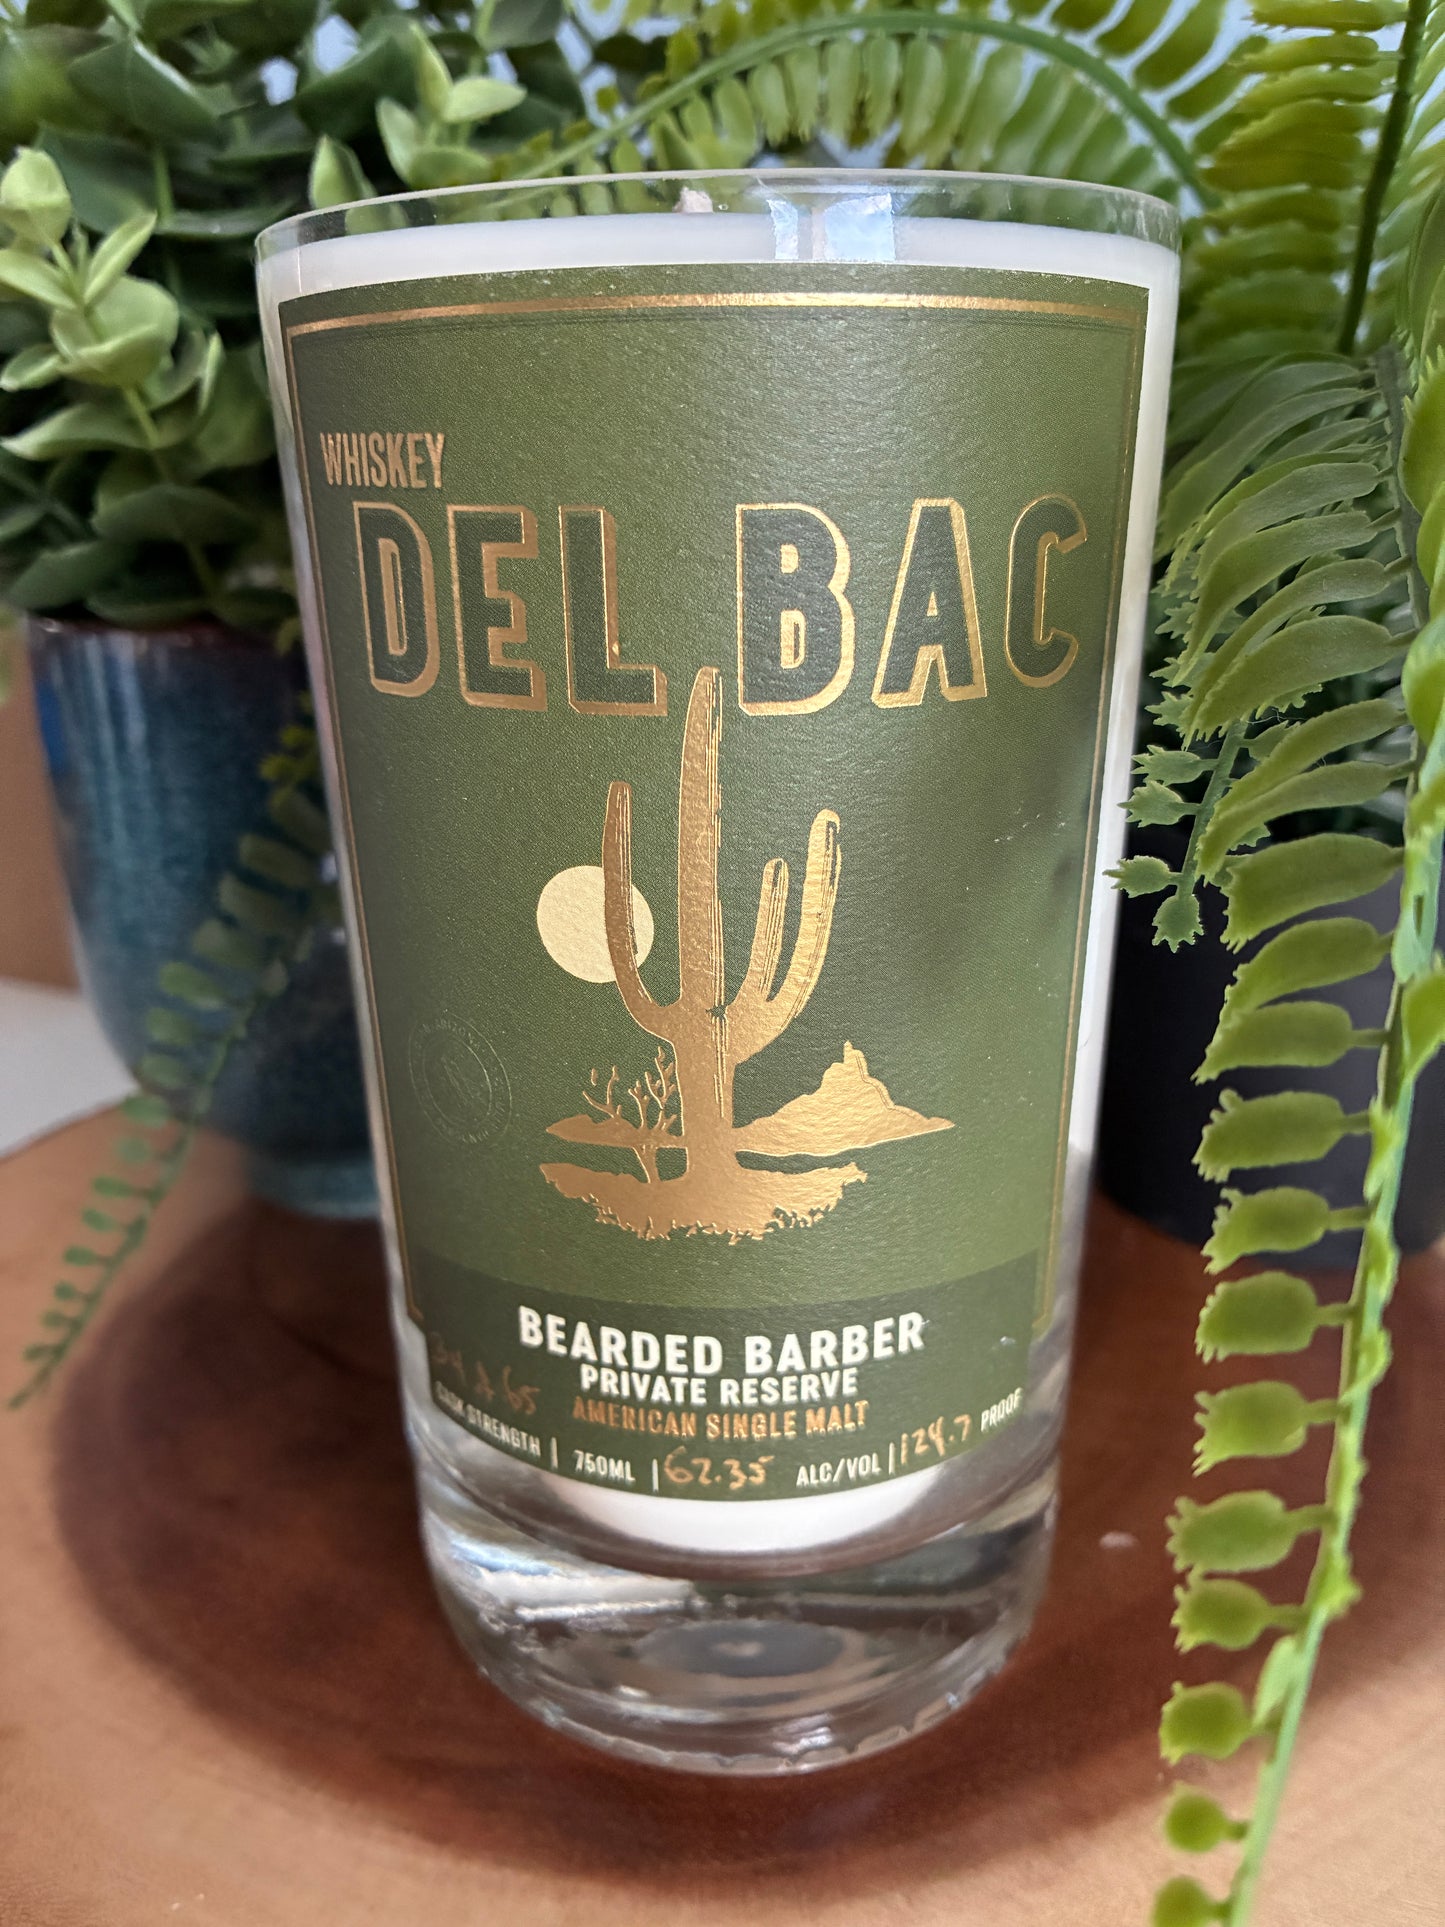 WHISKEY
DEL BAC
BEARDED BARBER
PRIVATE RESERVE
AMERICAN SINGLE MALT
CASK STRENGTH | 750ML | 62.35 ALC/VOL | 124.7 PROOF